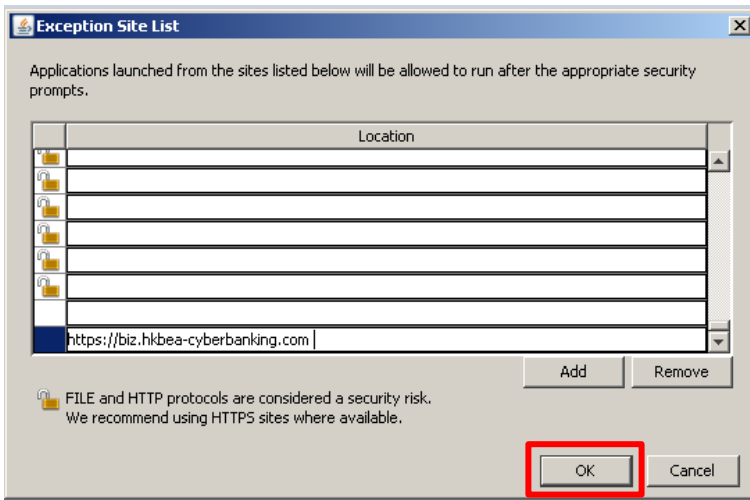 Exception Site List
Applications launched from the sites listed below will be allowed to run after the appropriate security
prompts.
Location
https://biz.hkbea-cyberbanking.com
Add
Remove
FILE and HTTP protocols are considered a security risk.
We recommend using HTTPS sites where available.
OK
Cancel